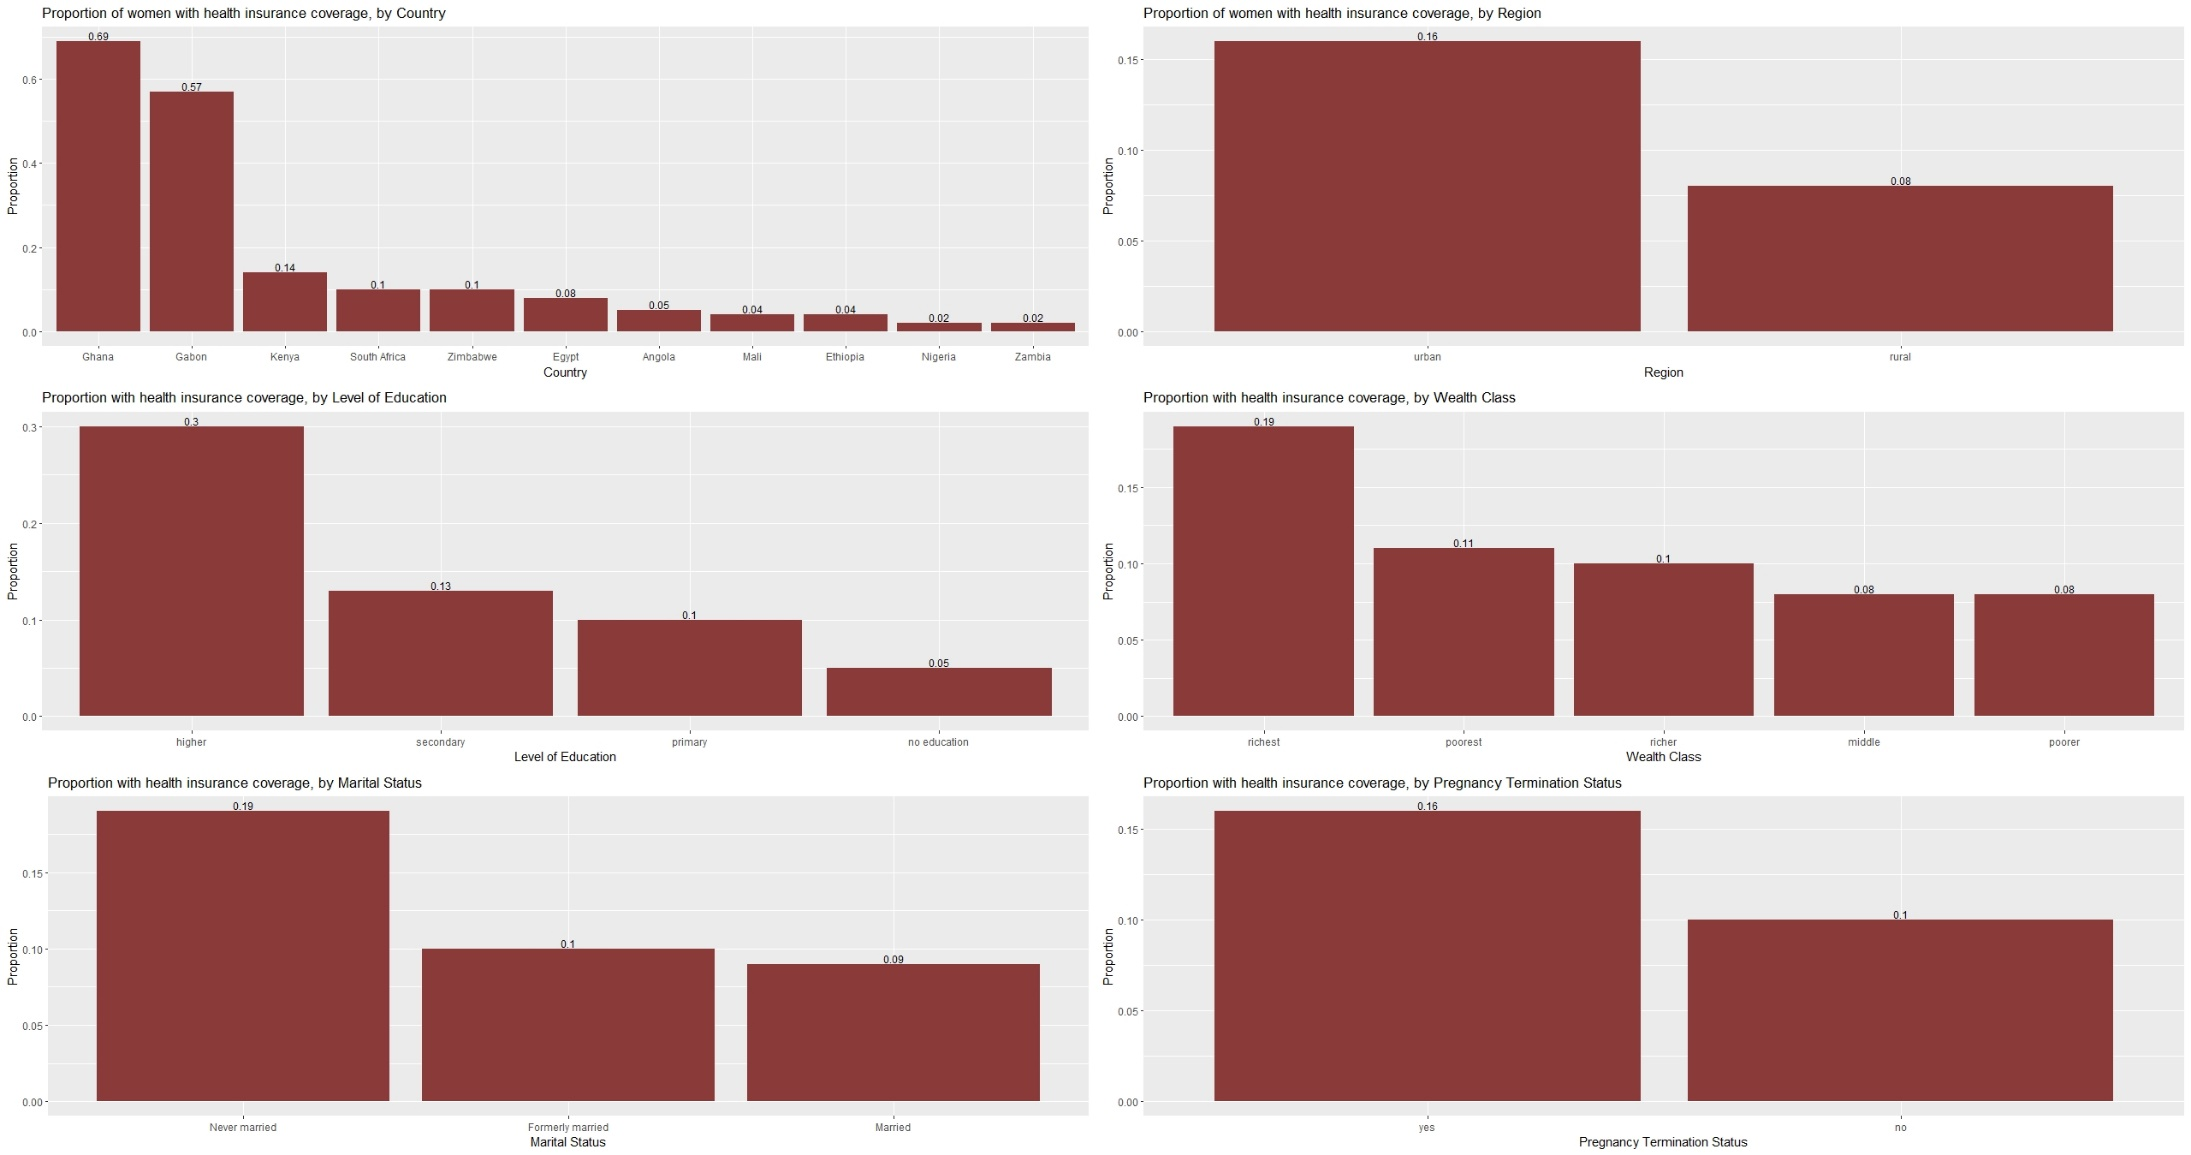 Proportion of women with health insurance coverage, by Country
Proportion
0.6
0.4
0.2
0.0
0.69
0.57
0.14
0.1
0.1
0.08
0.05
0.04
0.04
0.02
0.02
Ghana Gabon Kenya South Africa Zimbabwe Egypt Angola Mali Ethiopia Nigeria Zambia
Country
Proportion of women with health insurance coverage, by Region
Proportion
0.15
0.10
0.05
0.00
0.16
0.08
urban rural
Region
Proportion with health insurance coverage, by Level of Education
Proportion
0.3
0.2
0.1
0.0
0.3
0.13
0.1
0.05
higher secondary primary no education
Level of Education
Proportion with health insurance coverage, by Wealth Class
Proportion
0.15
0.10
0.05
0.00
0.19
0.11
0.1
0.08
0.08
richest poorest richer middle poorer
Wealth Class
Proportion with health insurance coverage, by Marital Status
Proportion
0.15
0.10
0.05
0.00
0.19
0.1
0.09
Never married Formerly married Married
Marital Status
Proportion with health insurance coverage, by Pregnancy Termination Status
Proportion
0.15
0.10
0.05
0.00
0.16
0.1
yes no
Pregnancy Termination Status